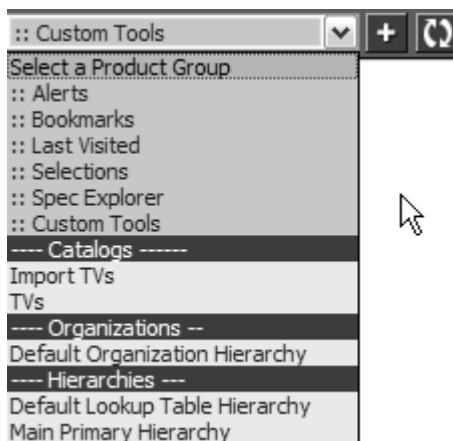 :: Custom Tools
Select a Product Group
:: Alerts
:: Bookmarks
:: Last Visited
:: Selections
:: Spec Explorer
:: Custom Tools
---- Catalogs ------
Import TVs
TVs
---- Organizations --
Default Organization Hierarchy
---- Hierarchies ---
Default Lookup Table Hierarchy
Main Primary Hierarchy